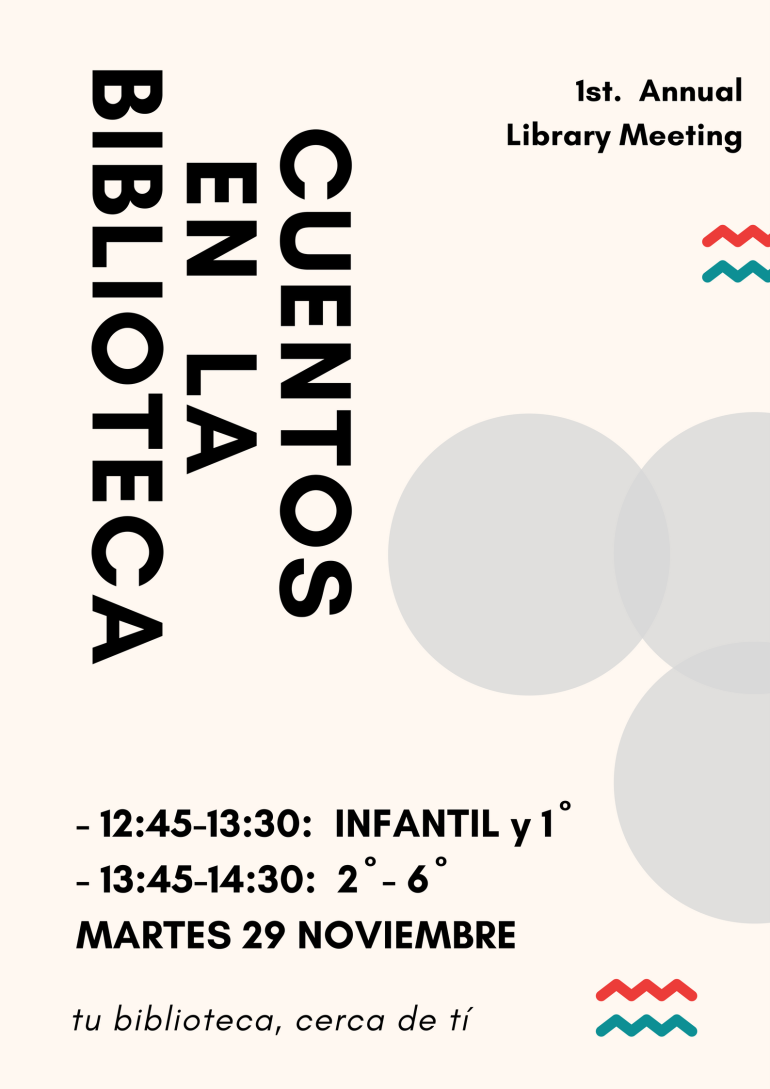 CUENTOS
EN LA
BIBLIOTECA
1st. Annual
Library Meeting
- 12:45-13:30: INFANTIL y 1°
- 13:45-14:30: 2°- 6°
MARTES 29 NOVIEMBRE
tu biblioteca, cerca de tí